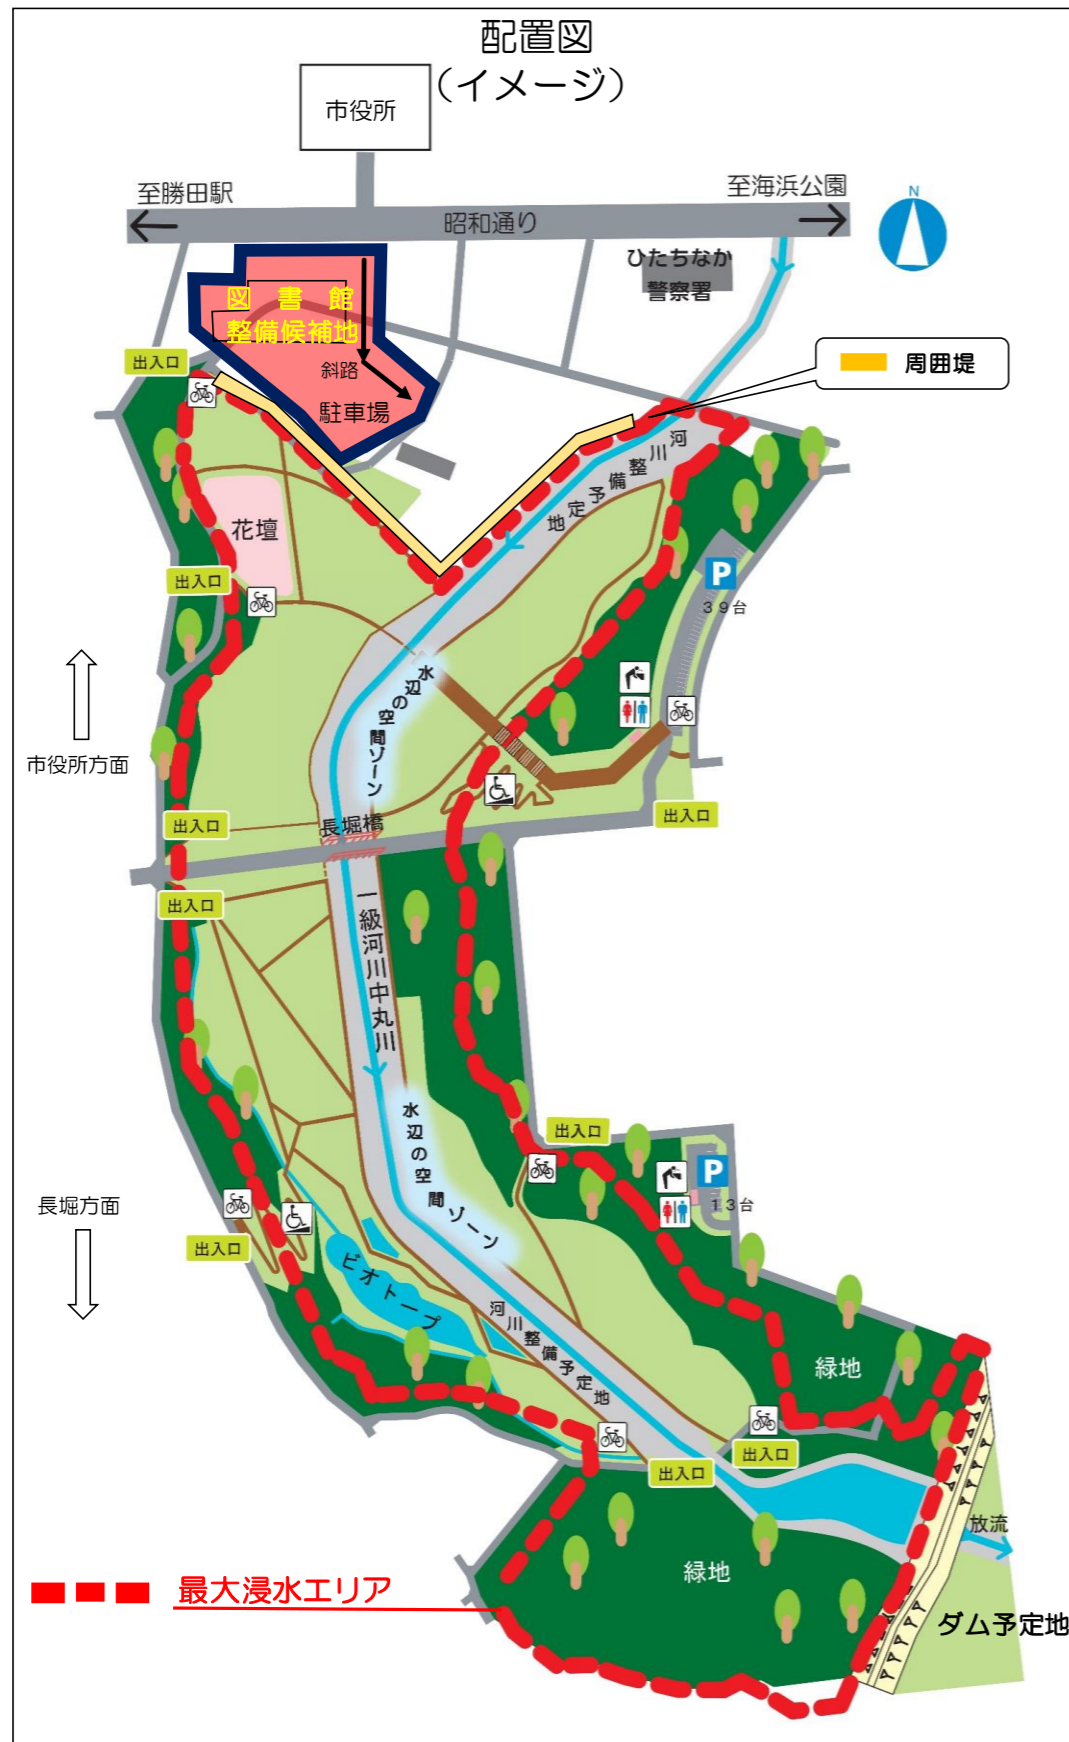 配置図
（イメージ）
市役所
至勝田駅
至海浜公園
昭和通り
N
ひたちなか
警察署
図書館
整備候補地
斜路
駐車場
出入口
周囲堤
河川整備予定地
花壇
出入口
P
39台
水辺の空間ゾーン
市役所方面
出入口
長堀橋
出入口
出入口
一級河川中丸川
水辺の空間ゾーン
出入口
P
13台
長堀方面
出入口
ビオトープ
河川整備予定地
緑地
出入口
出入口
放流
緑地
最大浸水エリア
ダム予定地